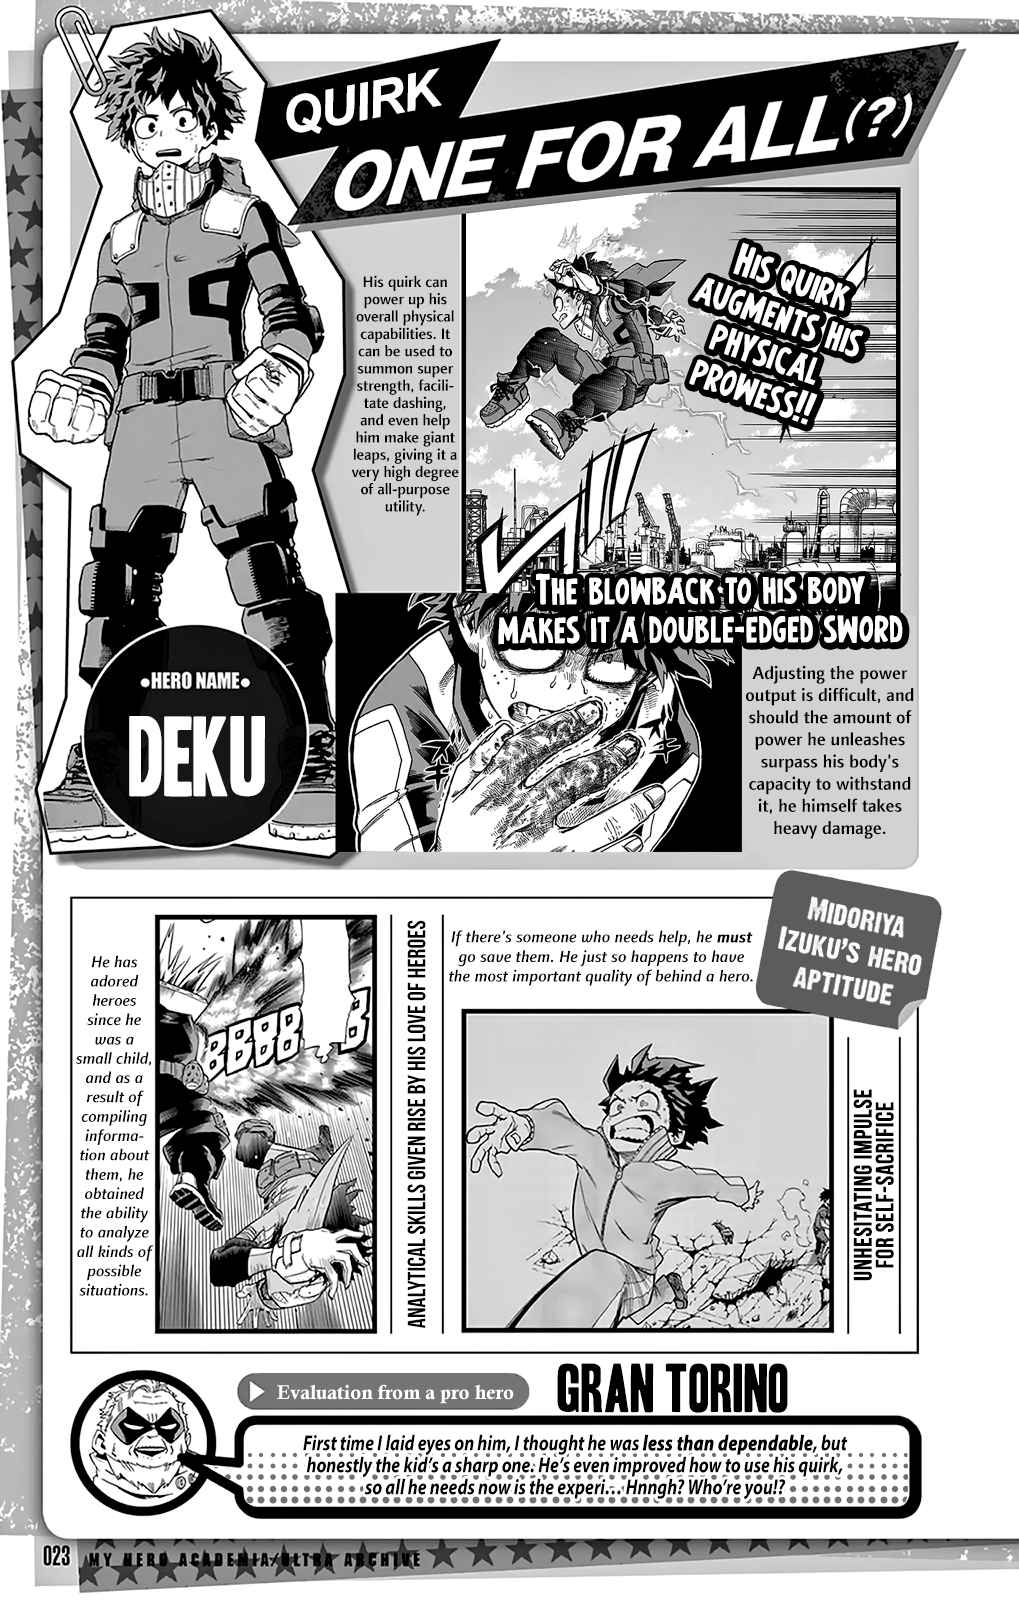 QUIRK
ONE FOR ALL (?)
His quirk can
power up his
overall physical
capabilities. It
can be used to
summon super
strength, facili-
tate dashing,
and even help
him make giant
leaps, giving it a
very high degree
of all-purpose
utility.
HIS QUIRK
AUGMENTS HIS
PHYSICAL
PROWESS!!
THE BLOWBACK TO HIS BODY
MAKES IT A DOUBLE-EDGED SWORD
Adjusting the power
output is difficult, and
should the amount of
power he unleashes
surpass his body's
capacity to withstand
it, he himself takes
heavy damage.
•HERO NAME•
DEKU
MIDORIYA
IZUKU'S HERO
APTITUDE
If there's someone who needs help, he must
go save them. He just so happens to have
the most important quality of behind a hero.
UNHESITATING IMPULSE
FOR SELF-SACRIFICE
ANALYTICAL SKILLS GIVEN RISE BY HIS LOVE OF HEROES
BBBB
B
He has
adored
heroes
since he
was a
small child,
and as a
result of
compiling
informa-
tion about
them, he
obtained
the ability
to analyze
all kinds of
possible
situations.
Evaluation from a pro hero
GRAN TORINO
First time I laid eyes on him, I thought he was less than dependable, but
honestly the kid's a sharp one. He's even improved how to use his quirk,
so all he needs now is the experi... Hnngh? Who're you!?
023 MY HERO ACADEMIA/ULTRA ARCHIVE